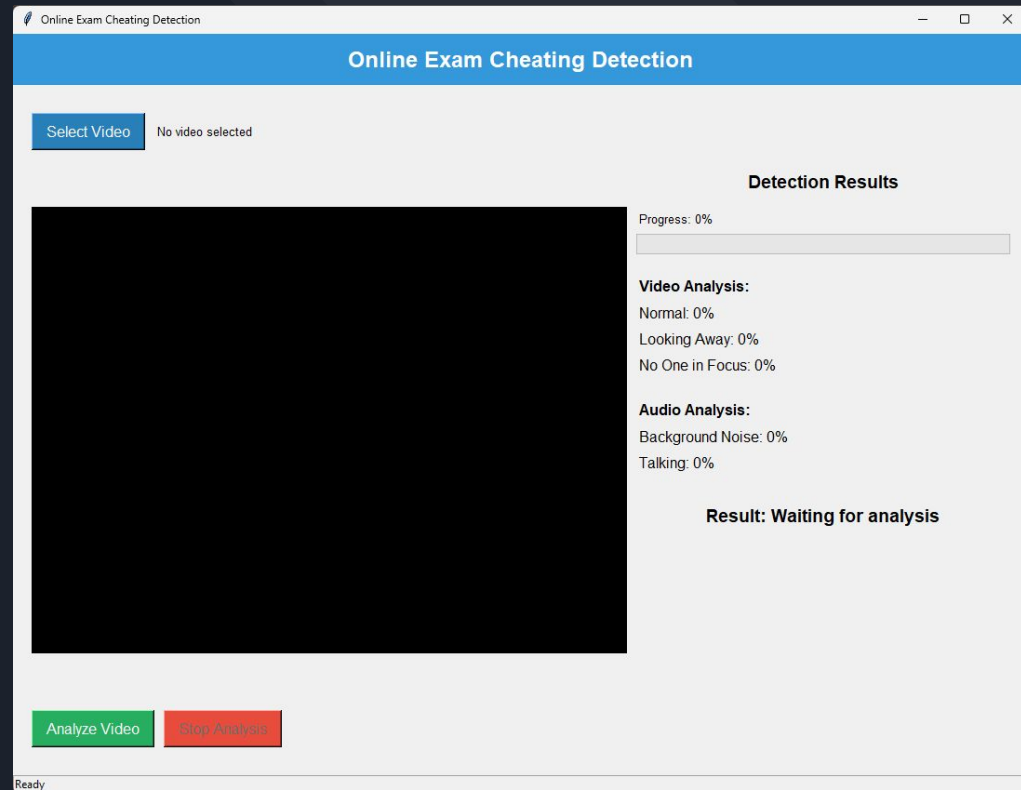 Online Exam Cheating Detection
Online Exam Cheating Detection
Select Video
No video selected
Detection Results
Progress: 0%
Video Analysis:
Normal: 0%
Looking Away: 0%
No One in Focus: 0%
Audio Analysis:
Background Noise: 0%
Talking: 0%
Result: Waiting for analysis
Analyze Video
Stop Analysis
Ready